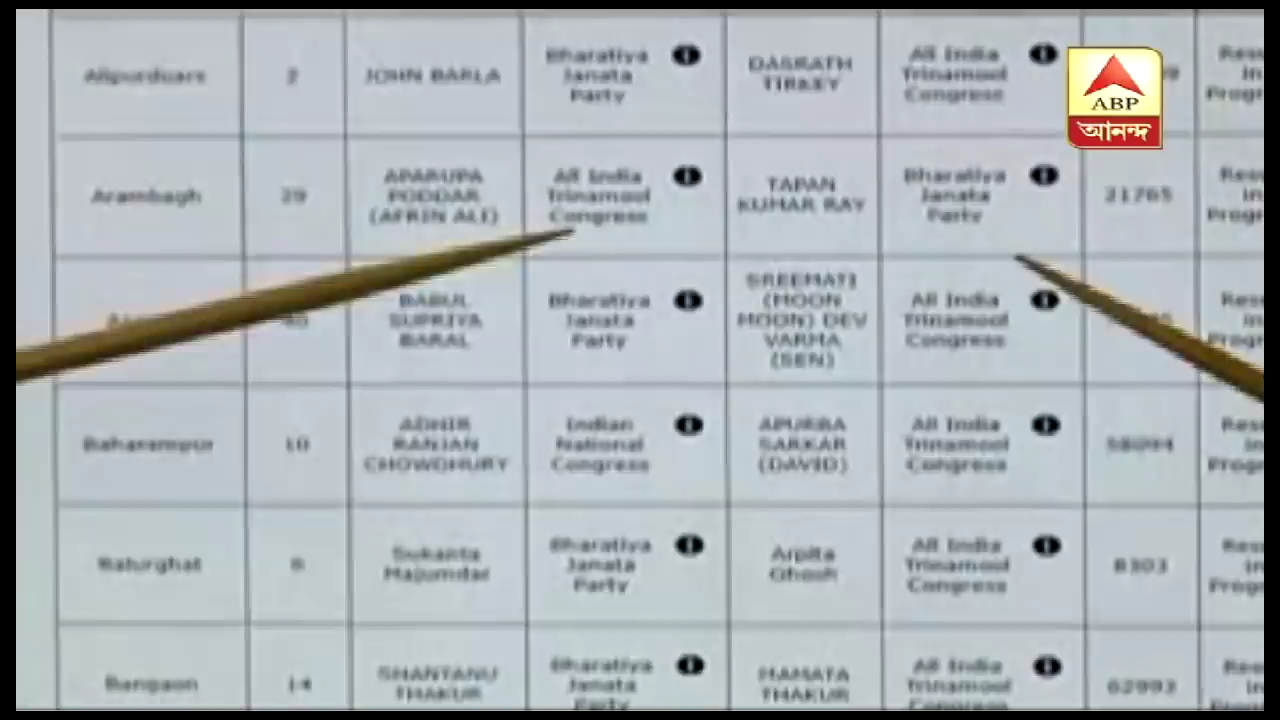 Alipurduars 2 JOHN BARLA Bharatiya Janata Party DASRATH TIRKEY All India Trinamool Congress
ABP
আনন্দ
Arambagh 29 APARUPA PODDAR (AFRIN ALI) All India Trinamool Congress TAPAN KUMAR RAY Bharatiya Janata Party 21765
BABUL SUPRIYA BARAL Bharatiya Janata Party SREEMATI (MOON MOON) DEV VARMA (SEN) All India Trinamool Congress
Baharampur 10 ADHIR RANJAN CHOWDHURY Indian National Congress APURBA SARKAR (DAVID) All India Trinamool Congress 58094
Balurghat 6 Sukanta Majumdar Bharatiya Janata Party Arpita Ghosh All India Trinamool Congress 8303
Bangaon 14 SHANTANU THAKUR Bharatiya Janata Party MAMATA THAKUR All India Trinamool Congress 62993